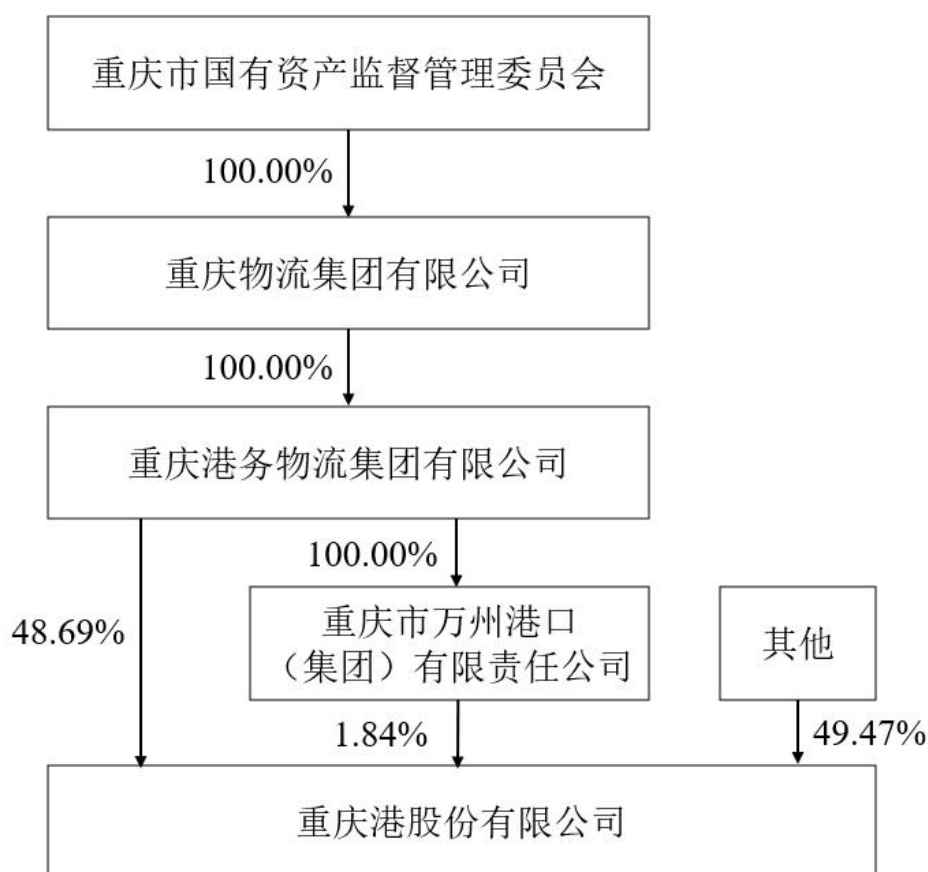 重庆市国有资产监督管理委员会
100.00%
重庆物流集团有限公司
100.00%
重庆港务物流集团有限公司
100.00%
48.69%
重庆市万州港口
（集团）有限责任公司
其他
1.84%
49.47%
重庆港股份有限公司